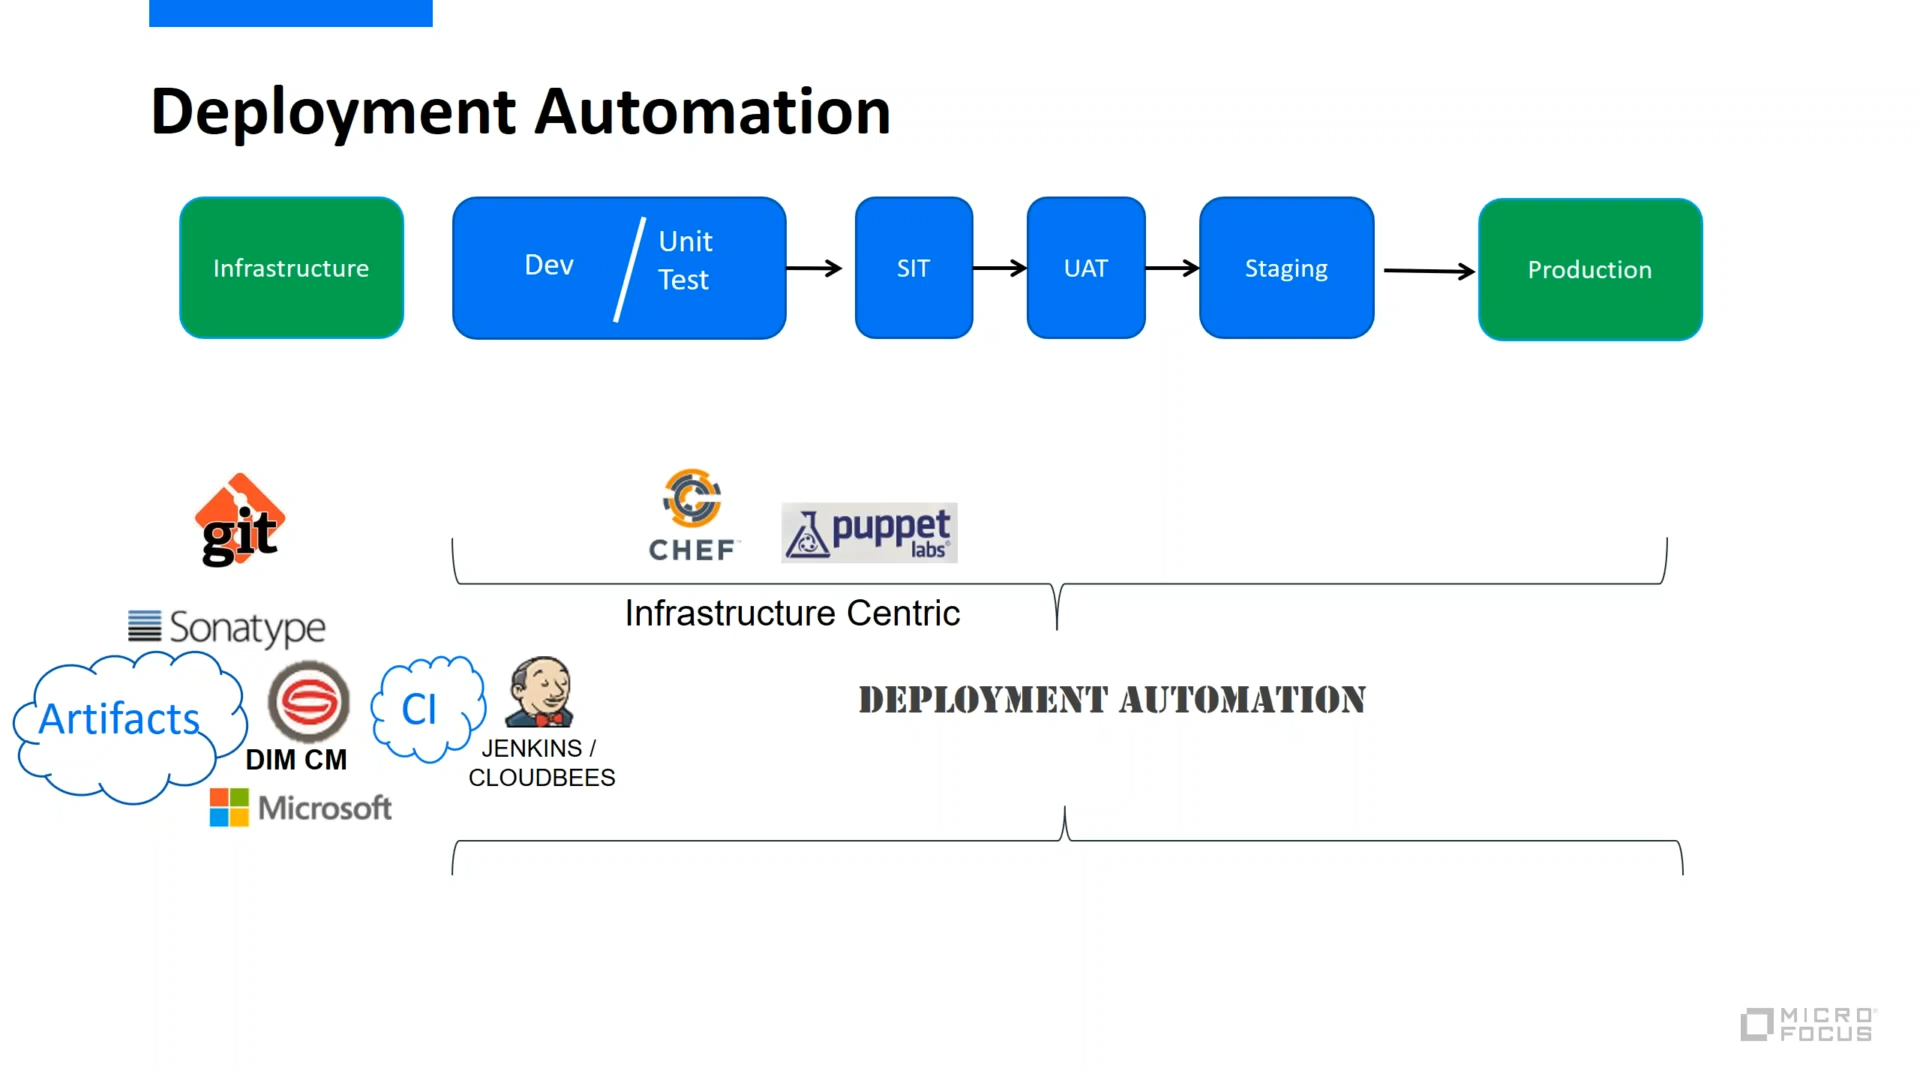 Deployment Automation
Infrastructure
Dev
Unit
Test
SIT
UAT
Staging
Production
git
CHEF™
puppet
labs®
Infrastructure Centric
Sonatype
Artifacts
DIM CM
CI
JENKINS /
CLOUDBEES
DEPLOYMENT AUTOMATION
Microsoft
MICRO
FOCUS